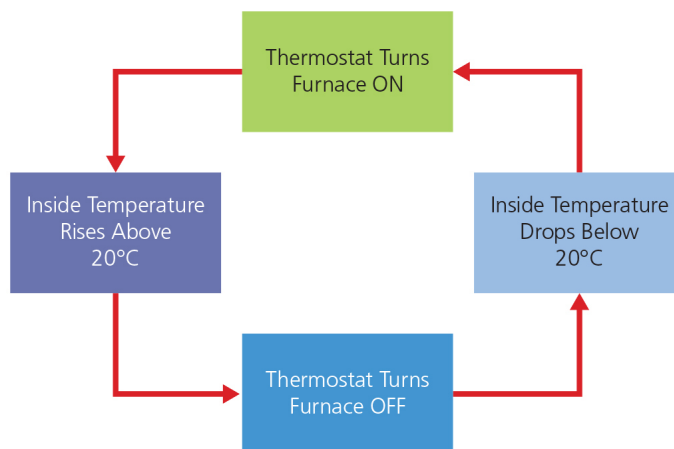 Thermostat Turns
Furnace ON
Inside Temperature
Rises Above
20°C
Inside Temperature
Drops Below
20°C
Thermostat Turns
Furnace OFF